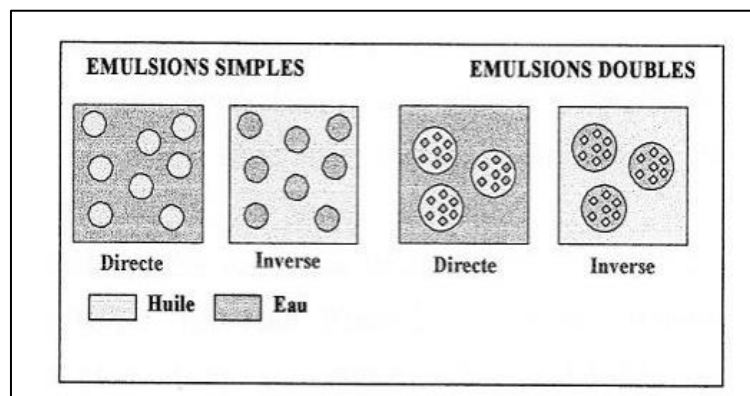 EMULSIONS SIMPLES
EMULSIONS DOUBLES
Directe
Inverse
Directe
Inverse
Huile
Eau